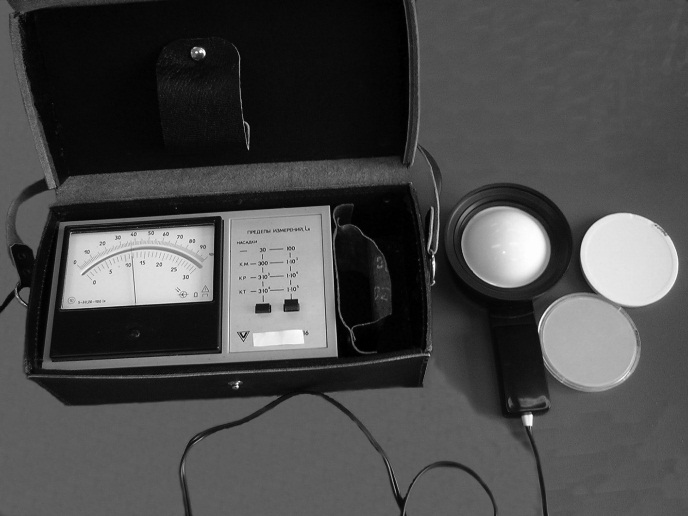 0 10 20 30 40 50 60 70 80 90
0 5 10 15 20 25 30
ПРЕДЕЛЫ ИЗМЕРЕНИЯ, Lx
НАСАДКИ
— 30 — 100
К.М. — 300 — 1·10³
К.Р — 3·10³ — 1·10⁴
К.Т — 3·10⁴ — 1·10⁵
16